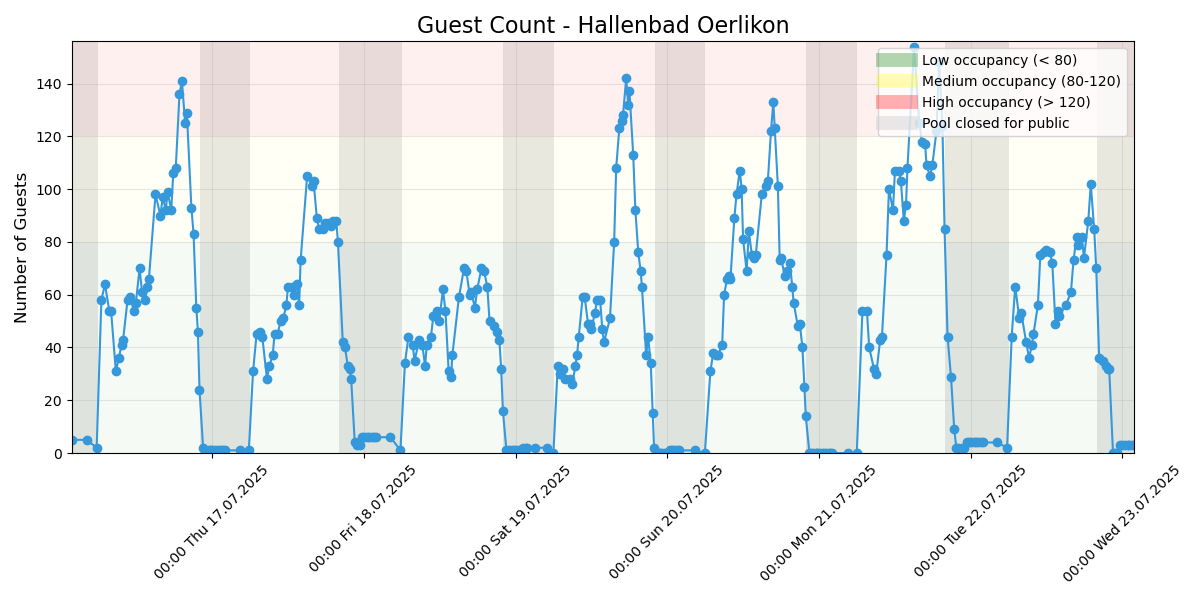 Guest Count - Hallenbad Oerlikon
Number of Guests
140
120
100
80
60
40
20
0
Low occupancy (< 80)
Medium occupancy (80-120)
High occupancy (> 120)
Pool closed for public
00:00 Thu 17.07.2025
00:00 Fri 18.07.2025
00:00 Sat 19.07.2025
00:00 Sun 20.07.2025
00:00 Mon 21.07.2025
00:00 Tue 22.07.2025
00:00 Wed 23.07.2025